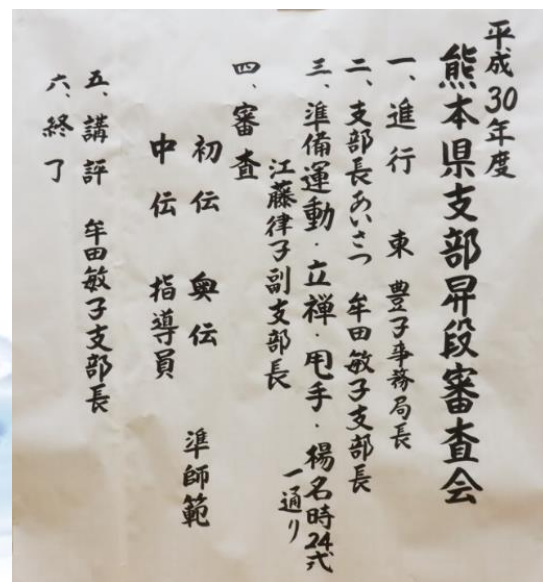 平成30年度
熊本県支部昇段審査会
一、進行　東　豊子事務局長
二、支部長あいさつ　牟田敏子支部長
三、準備運動・立禅・甩手・楊名時24式
一通り
江藤律子副支部長
四、審査
初伝　奥伝　準師範
中伝　指導員
五、講評　牟田敏子支部長
六、終了